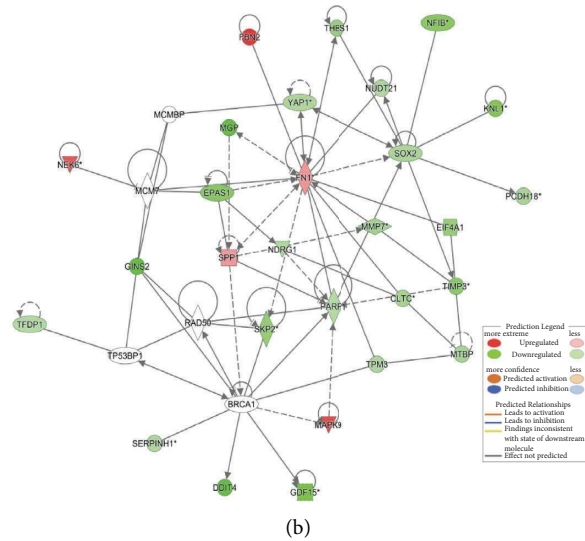 FBN2
THBS1
NFIB*
NUDT21
YAP1*
KNL1*
MCMBP
MGP
SOX2
NEK6*
MCM7
FN1*
EPAS1
PCDH18*
MMP7*
EIF4A1
SPP1
NDRG1
GINS2
TIMP3*
CLTC*
PARP1
TFDP1
RAD50
SKP2*
TP53BP1
MTBP
TPM3
BRCA1
MAPK9
SERPINH1*
DDIT4
GDF15*
Prediction Legend
more extreme less
Upregulated
Downregulated
more confidence less
Predicted activation
Predicted inhibition
Predicted Relationships
Leads to activation
Leads to inhibition
Findings inconsistent
with state of downstream
molecule
Effect not predicted
(b)